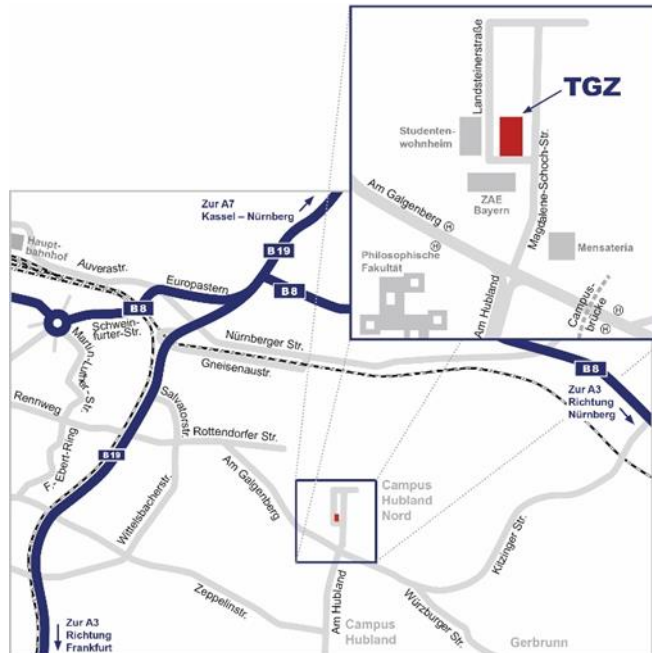 TGZ
Landsteinerstraße
Studenten-
wohnheim
Magdalene-Schoch-Str.
Am Galgenberg
H
H
ZAE
Bayern
Mensateria
Philosophische
Fakultät
Am Hubland
Campus-
brücke
H
H
Zur A7
Kassel – Nürnberg
B19
Haupt-
bahnhof
Auverastr.
Europastern
B8
B8
Schwein-
furter-Str.
Nürnberger Str.
Martin-Luther-Str.
Gneisenaustr.
B8
Zur A3
Richtung
Nürnberg
Rennweg
Salvatorstr.
Rottendorfer Str.
F.-Ebert-Ring
B19
Wittelsbacherstr.
Am Galgenberg
Campus
Hubland
Nord
Kitzinger Str.
Zeppelinstr.
Am Hubland
Würzburger Str.
Campus
Hubland
Gerbrunn
Zur A3
Richtung
Frankfurt